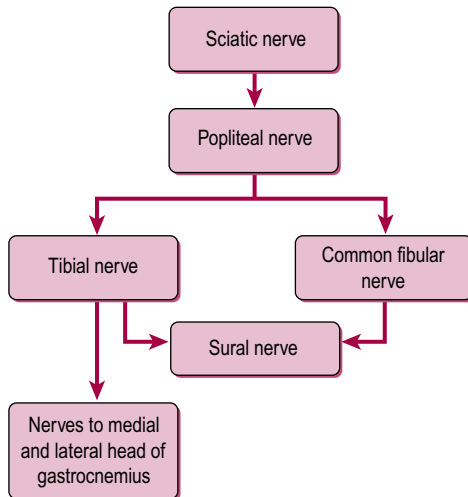 Sciatic nerve
Popliteal nerve
Tibial nerve
Common fibular
nerve
Sural nerve
Nerves to medial
and lateral head of
gastrocnemius